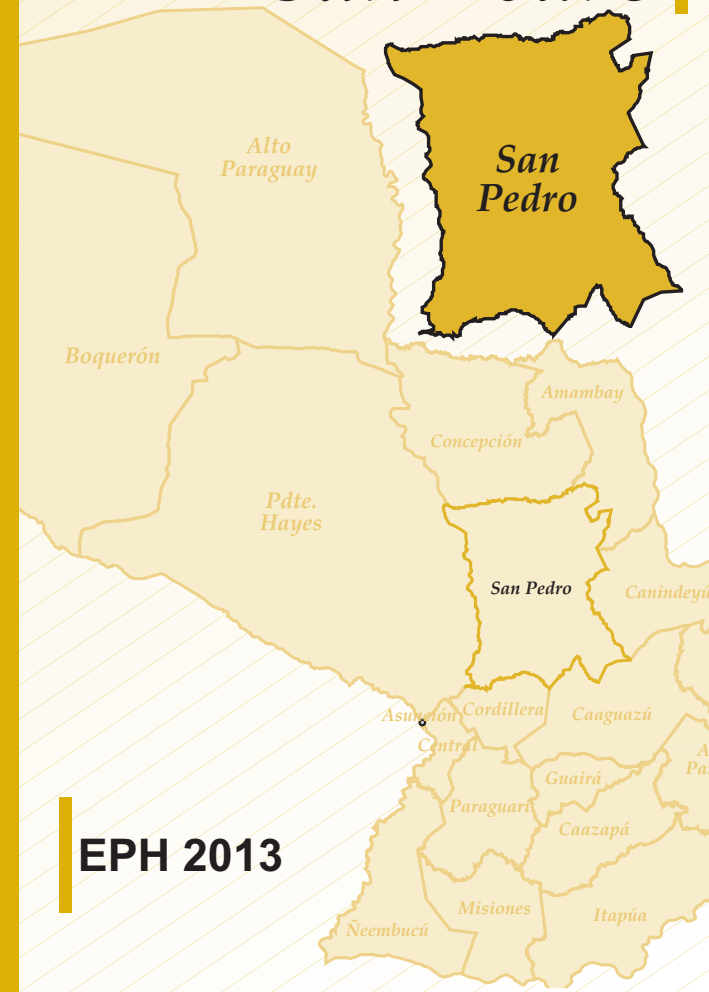 San
Pedro
Alto
Paraguay
Boquerón
Amambay
Concepción
Pdte.
Hayes
San Pedro
Canindeyú
Asunción
Cordillera
Caaguazú
Central
Guairá
Paraguarí
Caazapá
EPH 2013
Misiones
Itapúa
Ñeembucú